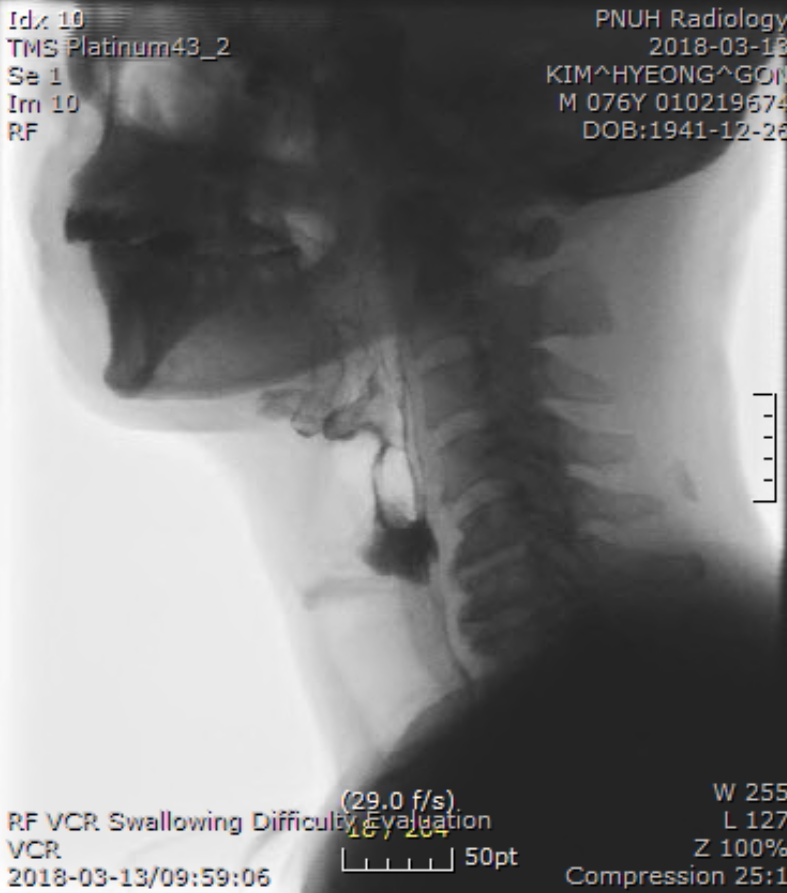 Idx 10
TMS Platinum43_2
Se 1
Im 10
RF
PNUH Radiology
2018-03-13
KIM^HYEONG^GON
M 076Y 010219674
DOB:1941-12-26
(29.0 f/s)
18 / 204
50pt
RF VCR Swallowing Difficulty Evaluation
VCR
2018-03-13/09:59:06
W 255
L 127
Z 100%
Compression 25:1